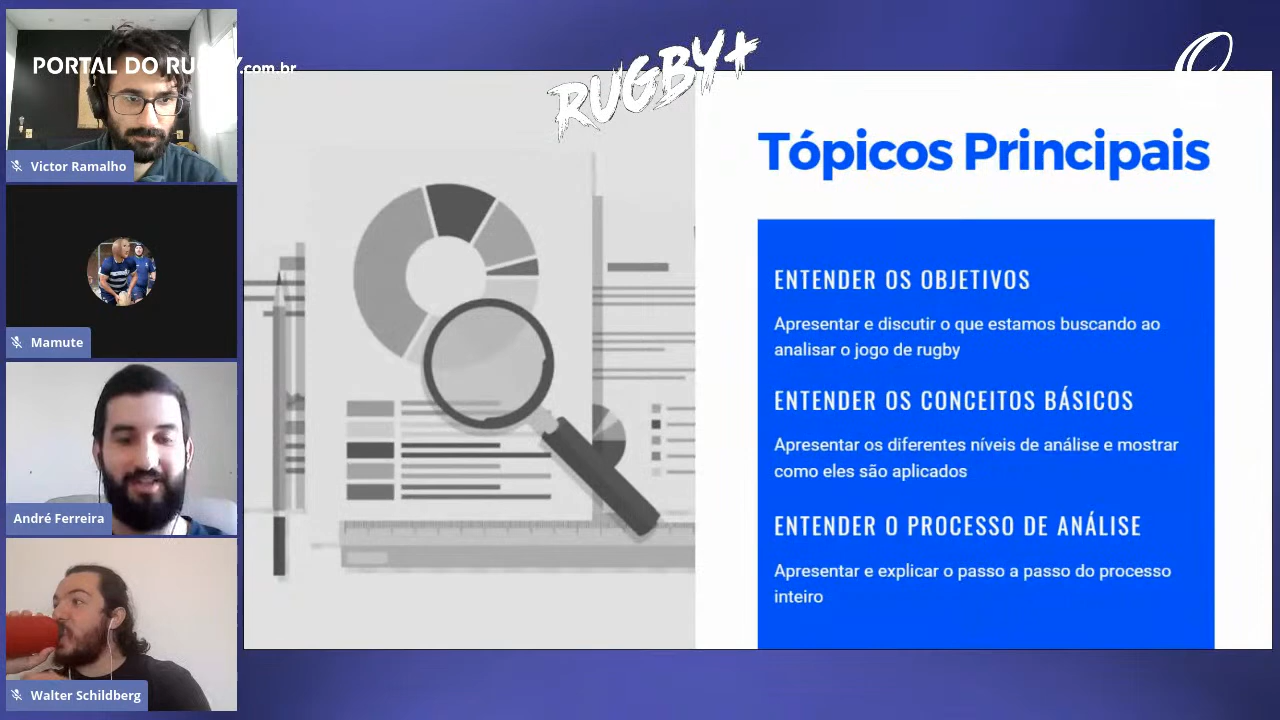 PORTAL DO RUGBY.com.br
RUGBY+
Victor Ramalho
Mamute
André Ferreira
Walter Schildberg
Tópicos Principais
ENTENDER OS OBJETIVOS
Apresentar e discutir o que estamos buscando ao
analisar o jogo de rugby
ENTENDER OS CONCEITOS BÁSICOS
Apresentar os diferentes níveis de análise e mostrar
como eles são aplicados
ENTENDER O PROCESSO DE ANÁLISE
Apresentar e explicar o passo a passo do processo
inteiro